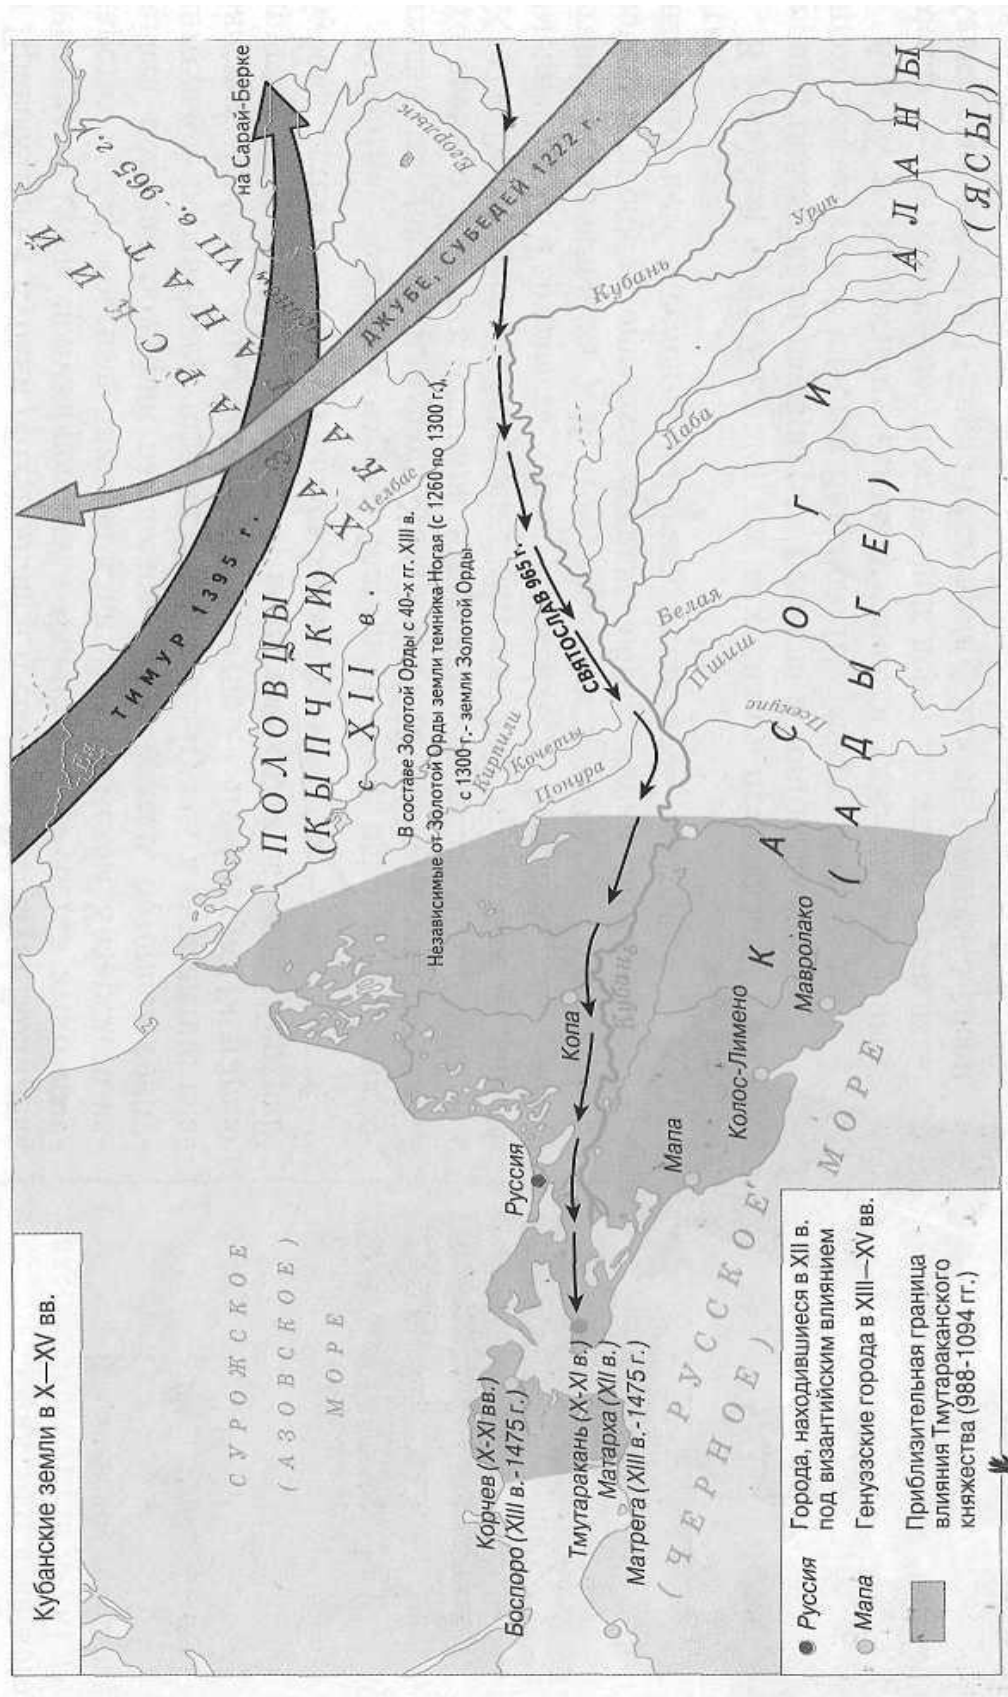 Кубанские земли в X—XV вв.
на Сарай-Берке
ХАЗАРСКИЙ
КАГАНАТ
VII в.-965 г.)
ТИМУР 1395 г.
ДЖУБЕ, СУБЕДЕЙ 1222 г.
Егорлык
ПОЛОВЦЫ
(КЫПЧАКИ)
с XII в.
Челбас
В составе Золотой Орды с 40-х гг. XIII в.
Независимые от Золотой Орды земли темника Ногая (с 1260 по 1300 г.),
с 1300 г.- земли Золотой Орды
СВЯТОСЛАВ 965 г.
Кирпили
Кочеты
Понура
Кубань
Уруп
Лаба
Белая
Пшиш
Псекупс
АЛАНЫ
(ЯСЫ)
КАСОГИ
(АДЫГЕ)
СУРОЖСКОЕ
(АЗОВСКОЕ)
МОРЕ
Руссия
Копа
Кубань
Мапа
Колос-Лимено
Мавролако
Корчев (X-XI вв.)
Боспоро (XIII в.-1475 г.)
Тмутаракань (X-XI в.)
Матарха (XII в.)
Матрега (XIII в.-1475 г.)
РУССКОЕ МОРЕ
(ЧЕРНОЕ)
Руссия Города, находившиеся в XII в.
под византийским влиянием
Мапа Генуэзские города в XIII—XV вв.
Приблизительная граница
влияния Тмутараканского
княжества (988-1094 гг.)